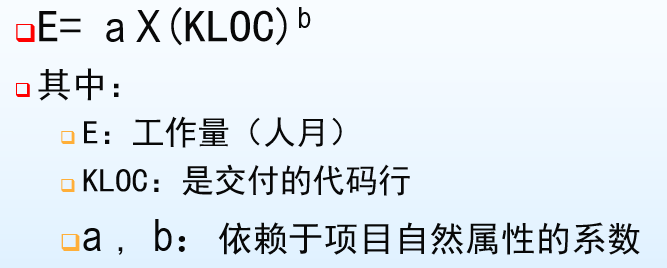 E= a X(KLOC)^b
其中：
E：工作量（人月）
KLOC：是交付的代码行
a , b： 依赖于项目自然属性的系数